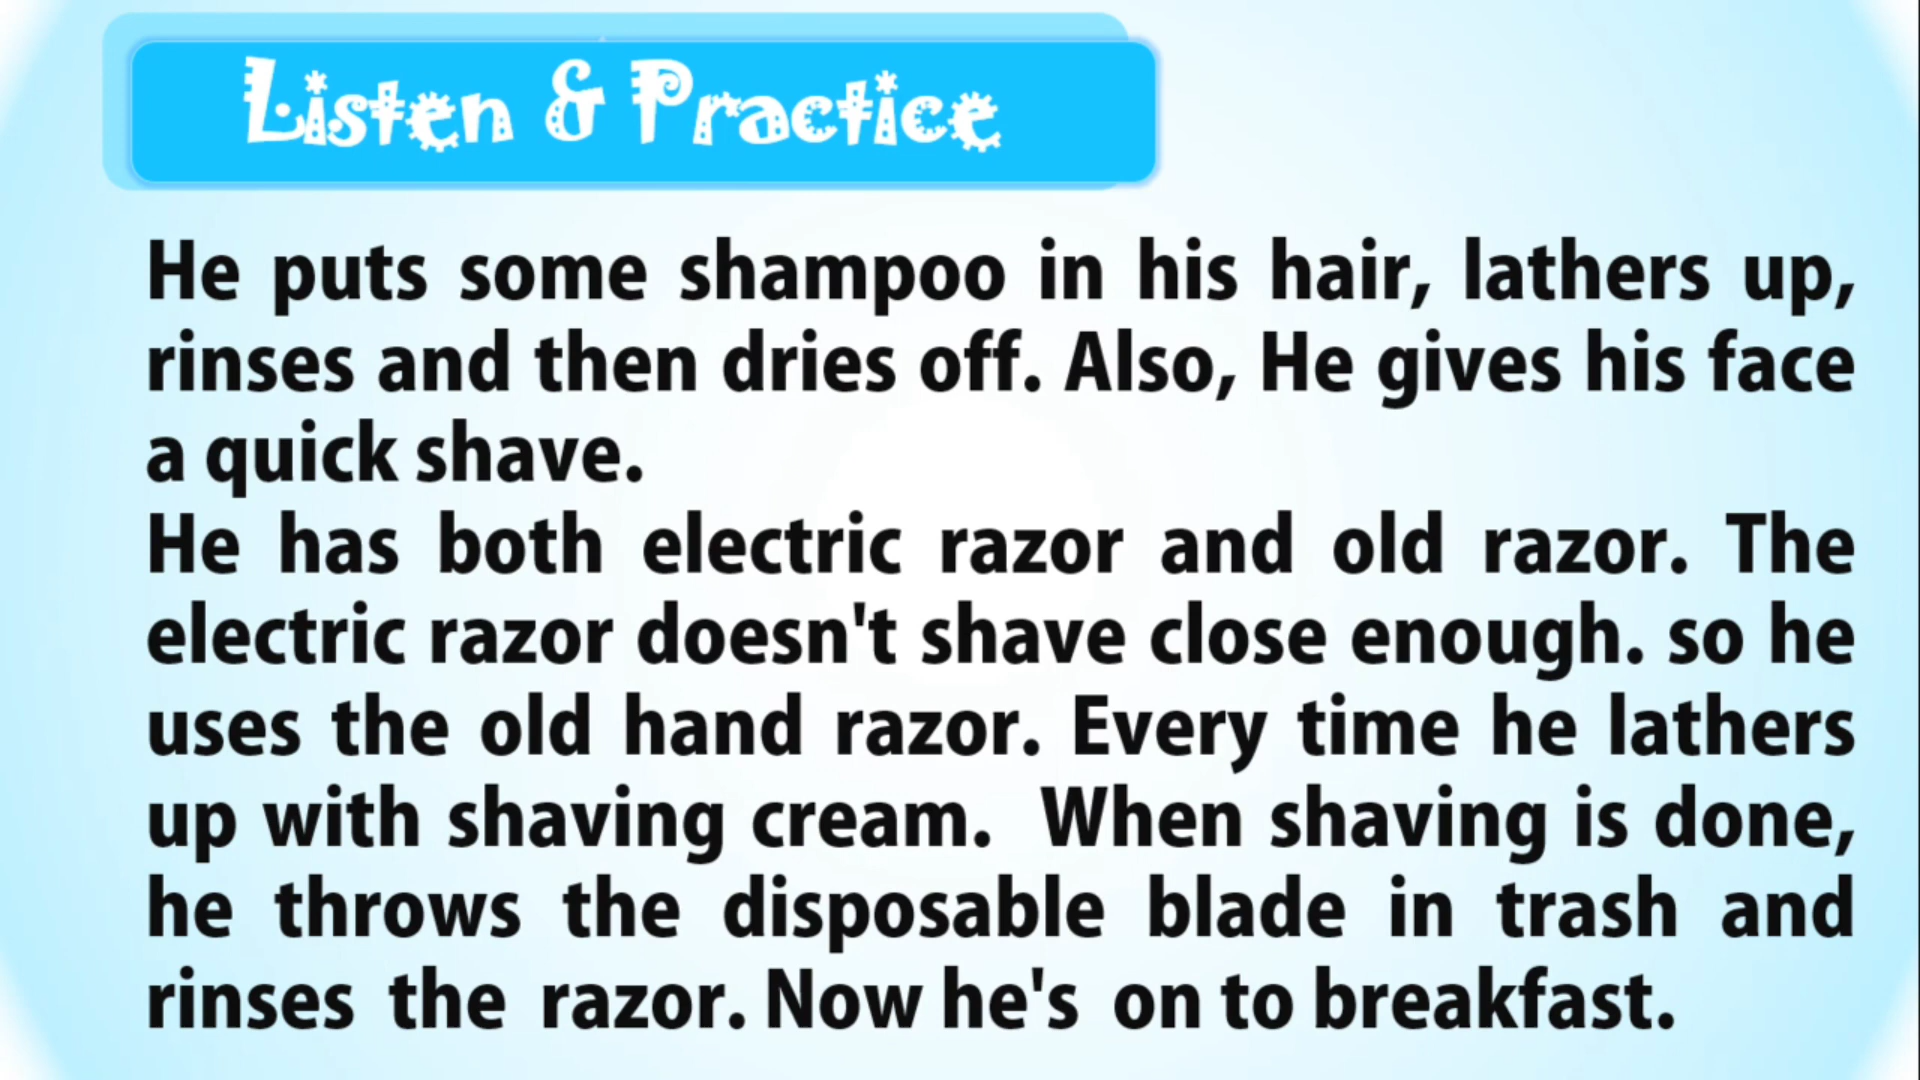 Listen & Practice
He puts some shampoo in his hair, lathers up,
rinses and then dries off. Also, He gives his face
a quick shave.
He has both electric razor and old razor. The
electric razor doesn't shave close enough. so he
uses the old hand razor. Every time he lathers
up with shaving cream.  When shaving is done,
he throws the disposable blade in trash and
rinses the razor. Now he's on to breakfast.